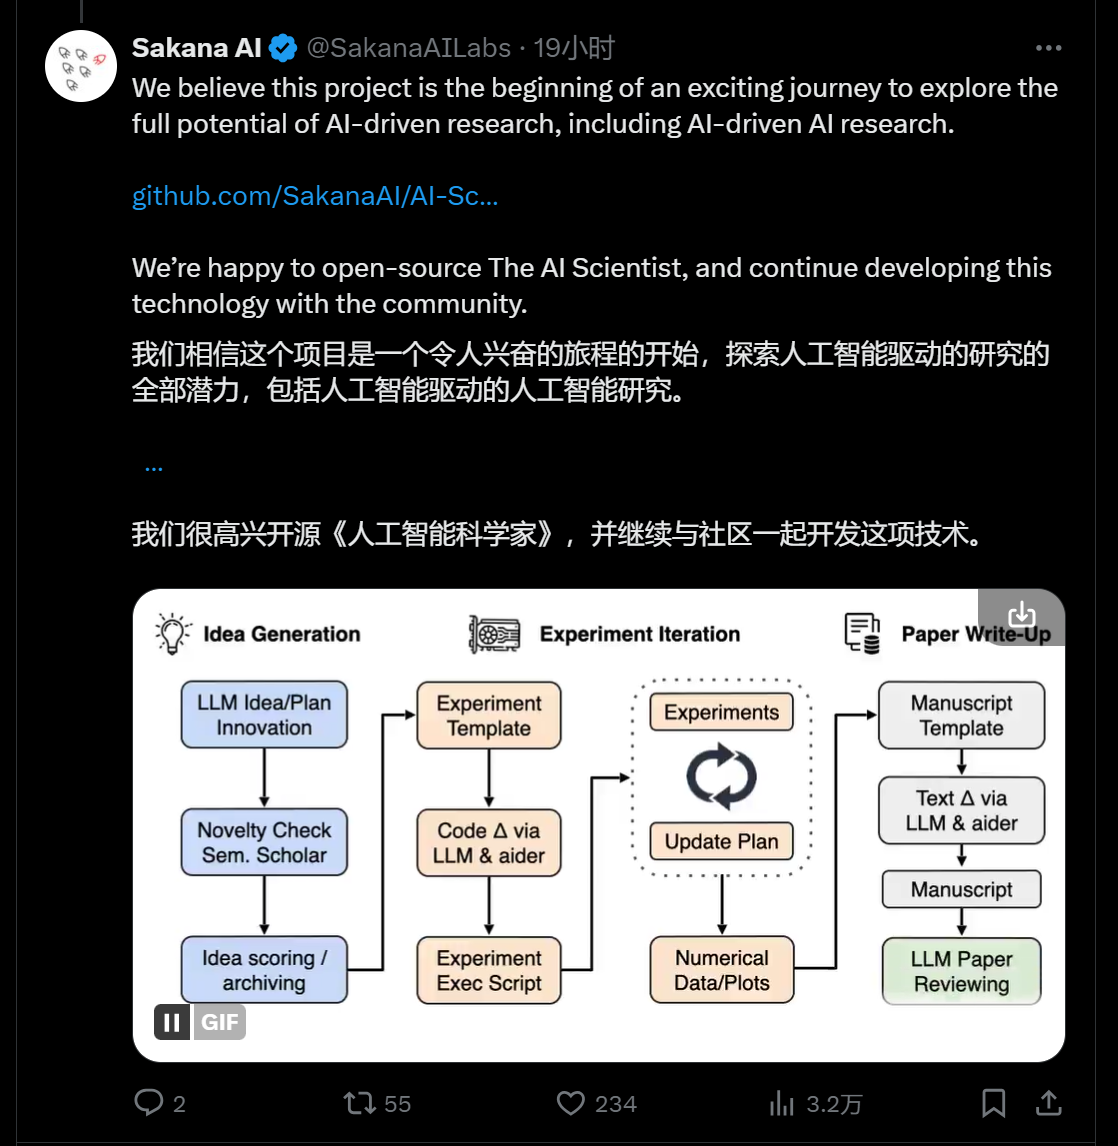 Sakana AI @SakanaAILabs · 19小时
We believe this project is the beginning of an exciting journey to explore the
full potential of AI-driven research, including AI-driven AI research.
github.com/SakanaAI/AI-Sc...
We’re happy to open-source The AI Scientist, and continue developing this
technology with the community.
我们相信这个项目是一个令人兴奋的旅程的开始，探索人工智能驱动的研究的
全部潜力，包括人工智能驱动的人工智能研究。
...
我们很高兴开源《人工智能科学家》，并继续与社区一起开发这项技术。
Idea Generation
LLM Idea/Plan
Innovation
Novelty Check
Sem. Scholar
Idea scoring /
archiving
Experiment Iteration
Experiment
Template
Code Δ via
LLM & aider
Experiment
Exec Script
Experiments
Update Plan
Numerical
Data/Plots
Paper Write-Up
Manuscript
Template
Text Δ via
LLM & aider
Manuscript
LLM Paper
Reviewing
GIF
2
55
234
3.2万